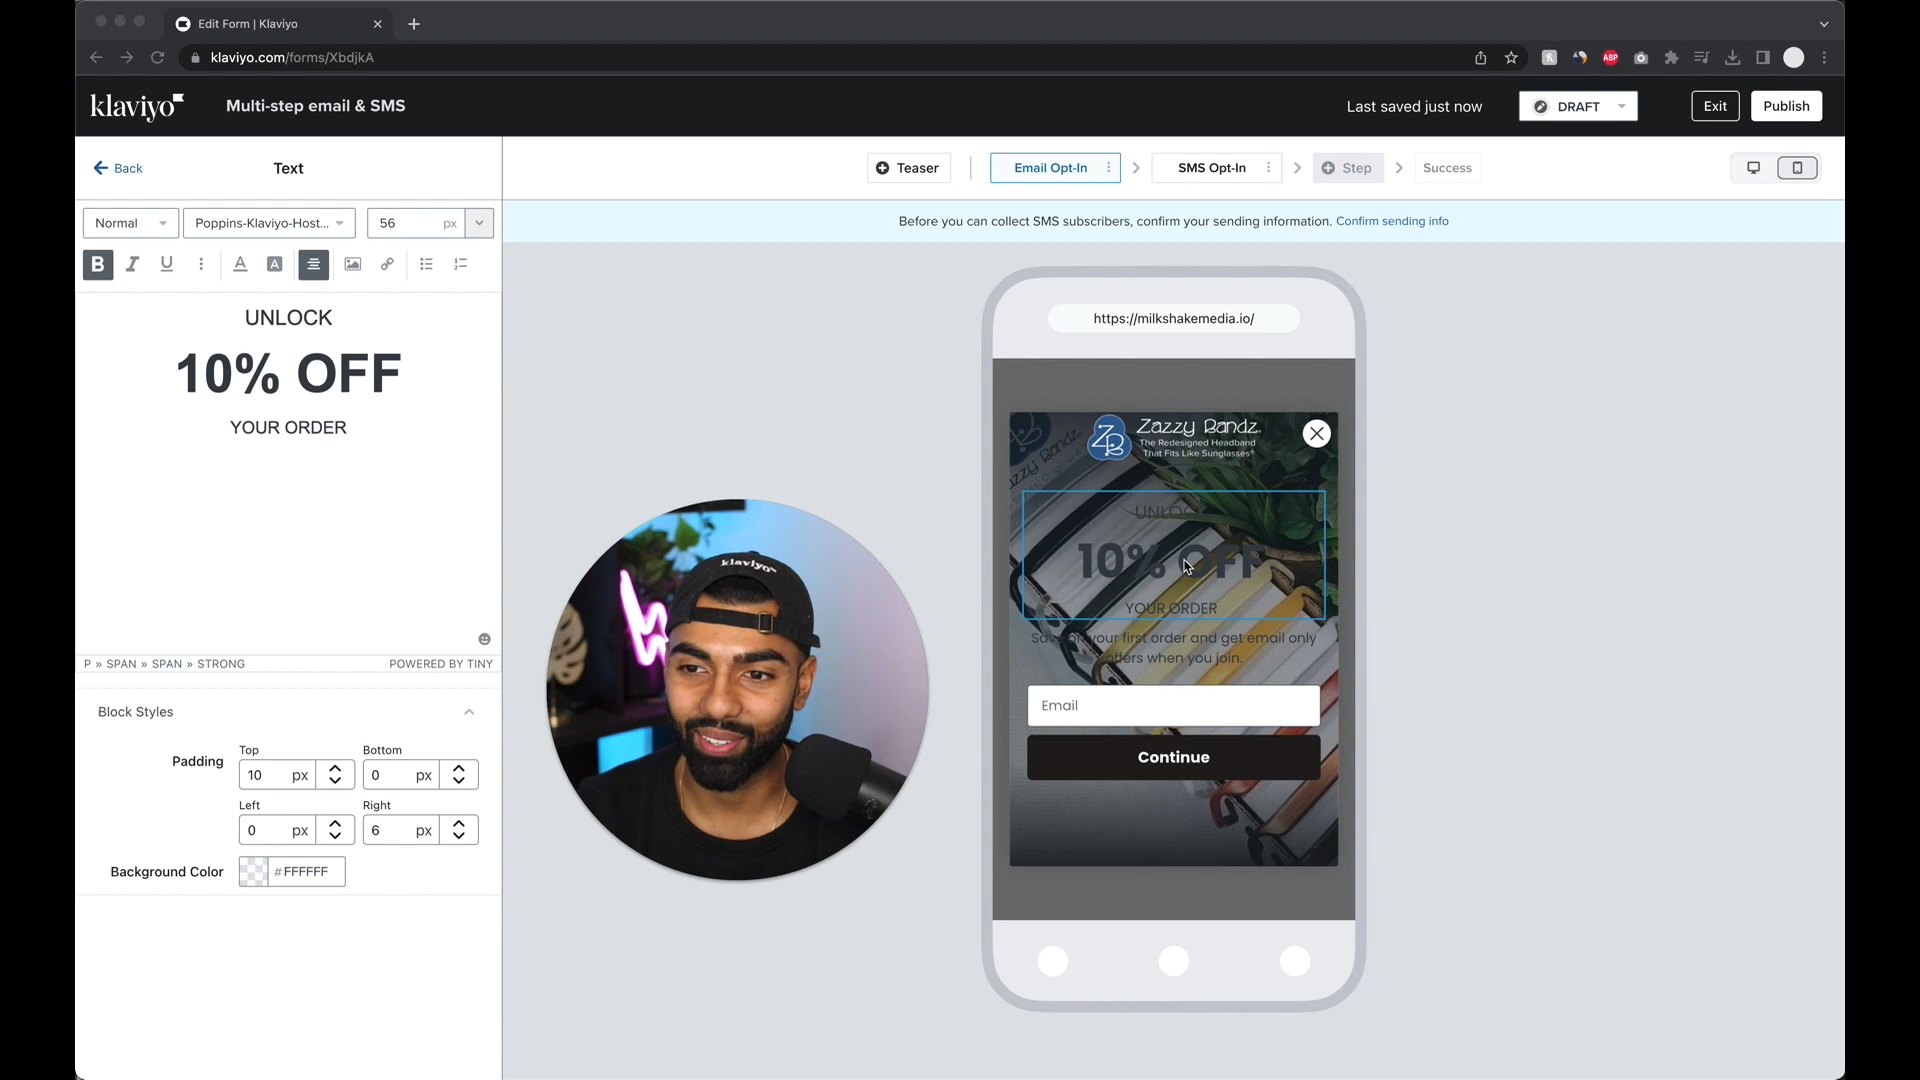 Edit Form | Klaviyo
klaviyo.com/forms/XbdjkA
ABP
klaviyo
Multi-step email & SMS
Last saved just now
DRAFT
Exit
Publish
Back
Text
Teaser
Email Opt-In
SMS Opt-In
Step
Success
Normal
Poppins-Klaviyo-Host...
56 px
Before you can collect SMS subscribers, confirm your sending information. Confirm sending info
B I U A A
UNLOCK
10% OFF
YOUR ORDER
P » SPAN » SPAN » STRONG
POWERED BY TINY
Block Styles
Padding
Top
Bottom
10 px
0 px
Left
Right
0 px
6 px
Background Color
# FFFFFF
klaviyo
https://milkshakemedia.io/
ZB
Zazzy Bandz
The Redesigned Headband
That Fits Like Sunglasses®
UNLOCK
10% OFF
YOUR ORDER
Save on your first order and get email only
offers when you join.
Email
Continue